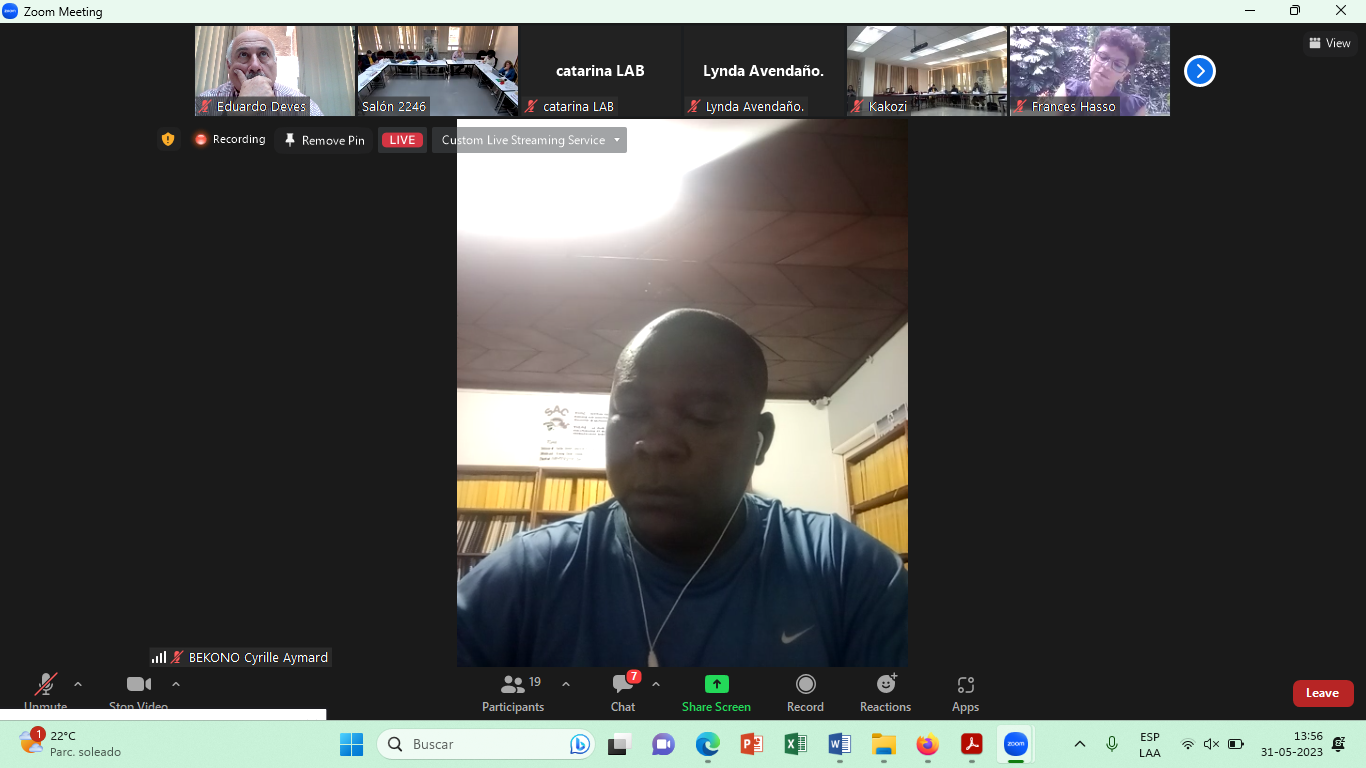 Zoom Meeting
catarina LAB
Lynda Avendaño.
View
Eduardo Deves
Salón 2246
catarina LAB
Lynda Avendaño.
Kakozi
Frances Hasso
Recording
Remove Pin
LIVE
Custom Live Streaming Service
SAC
BEKONO Cyrille Aymard
19
7
Unmute
Stop Video
Participants
Chat
Share Screen
Record
Reactions
Apps
Leave
1
22°C
Parc. soleado
Buscar
zoom
ESP
LAA
13:56
31-05-2023